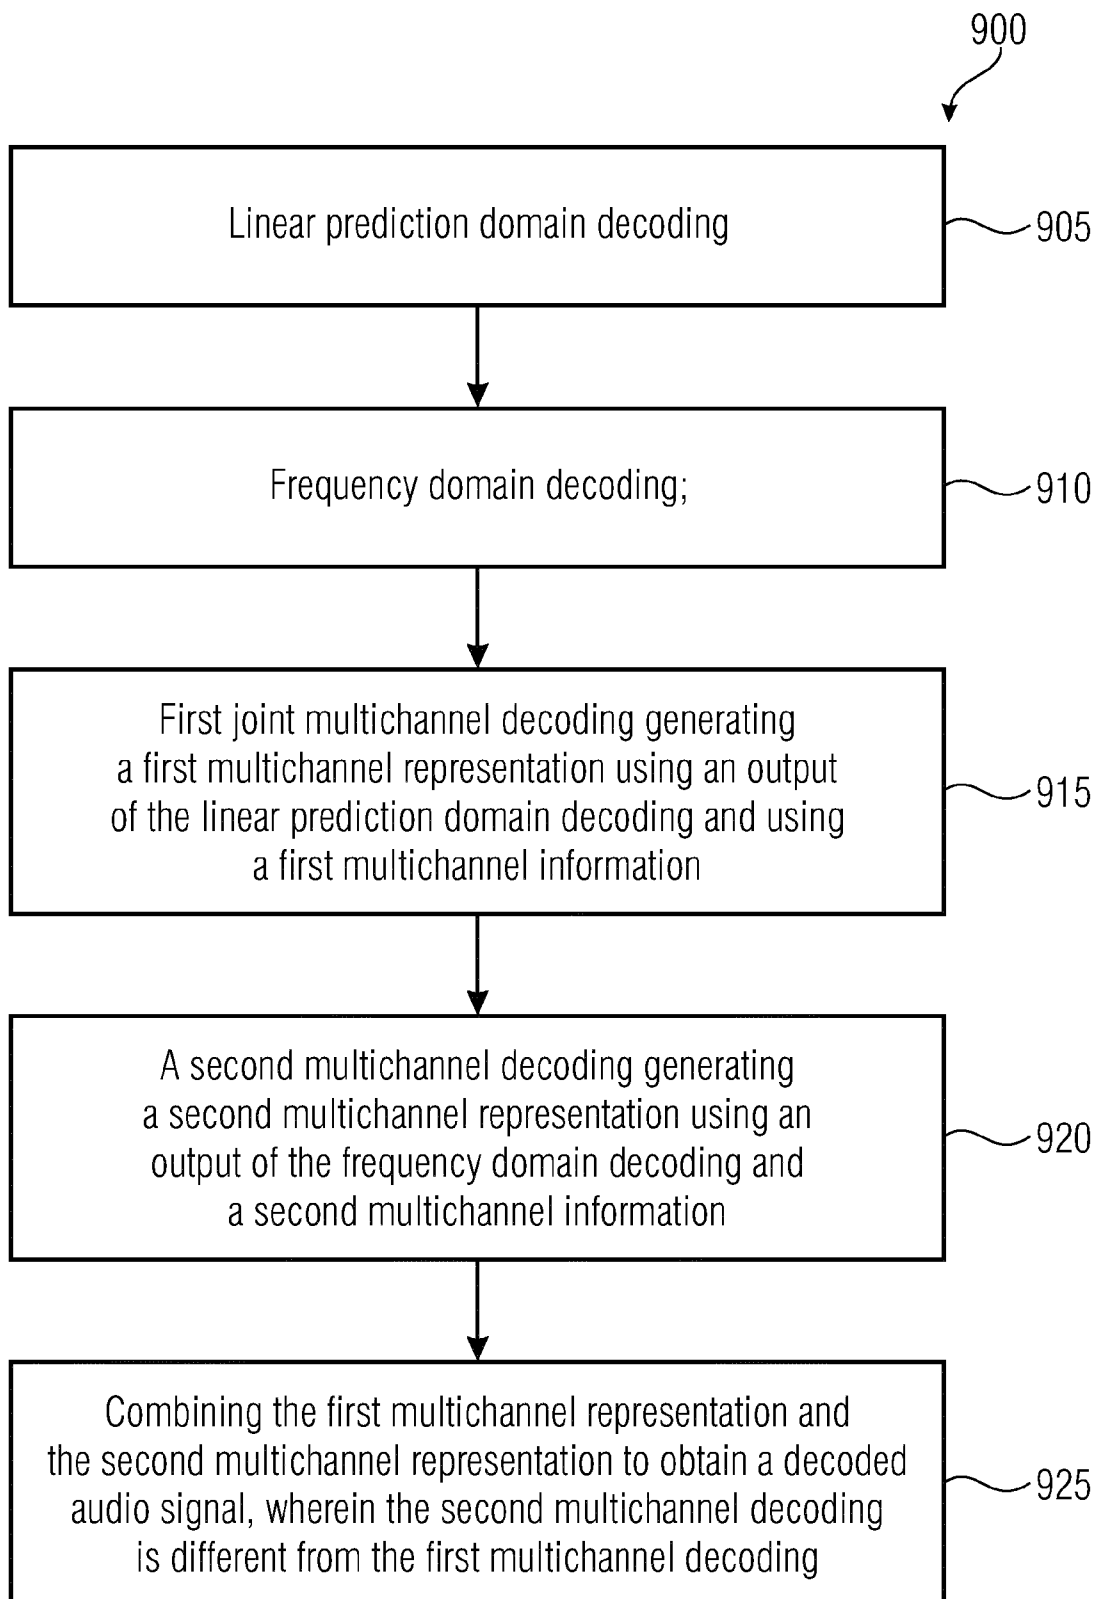 900
Linear prediction domain decoding
905
Frequency domain decoding;
910
First joint multichannel decoding generating
a first multichannel representation using an output
of the linear prediction domain decoding and using
a first multichannel information
915
A second multichannel decoding generating
a second multichannel representation using an
output of the frequency domain decoding and
a second multichannel information
920
Combining the first multichannel representation and
the second multichannel representation to obtain a decoded
audio signal, wherein the second multichannel decoding
is different from the first multichannel decoding
925